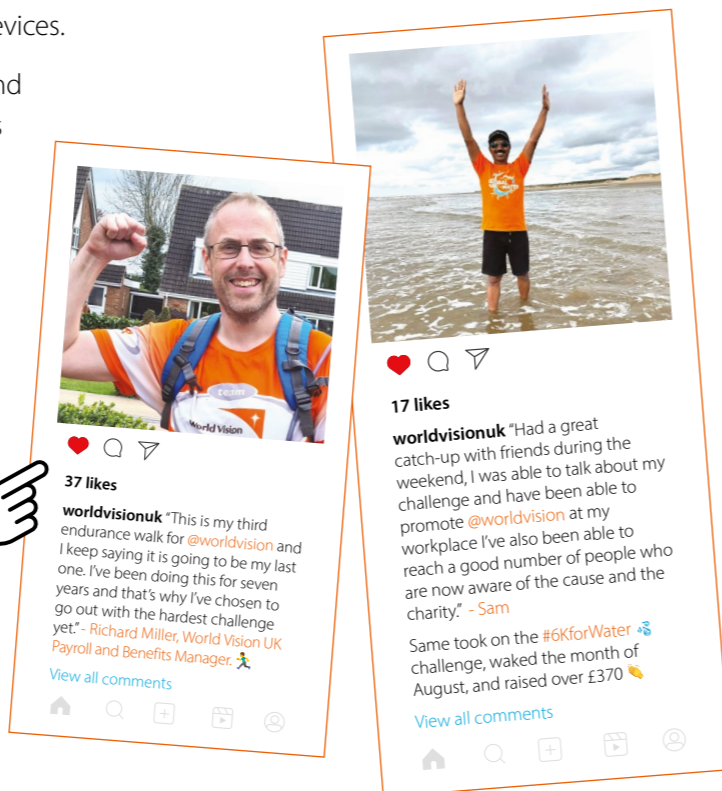 evices.
nd
s
team
World Vision
37 likes
worldvisionuk “This is my third
endurance walk for @worldvision and
I keep saying it is going to be my last
one. I’ve been doing this for seven
years and that’s why I’ve chosen to
go out with the hardest challenge
yet.” - Richard Miller, World Vision UK
Payroll and Benefits Manager.
View all comments
17 likes
worldvisionuk “Had a great
catch-up with friends during the
weekend, I was able to talk about my
challenge and have been able to
promote @worldvision at my
workplace I’ve also been able to
reach a good number of people who
are now aware of the cause and the
charity.” - Sam
Same took on the #6KforWater
challenge, waked the month of
August, and raised over £370
View all comments